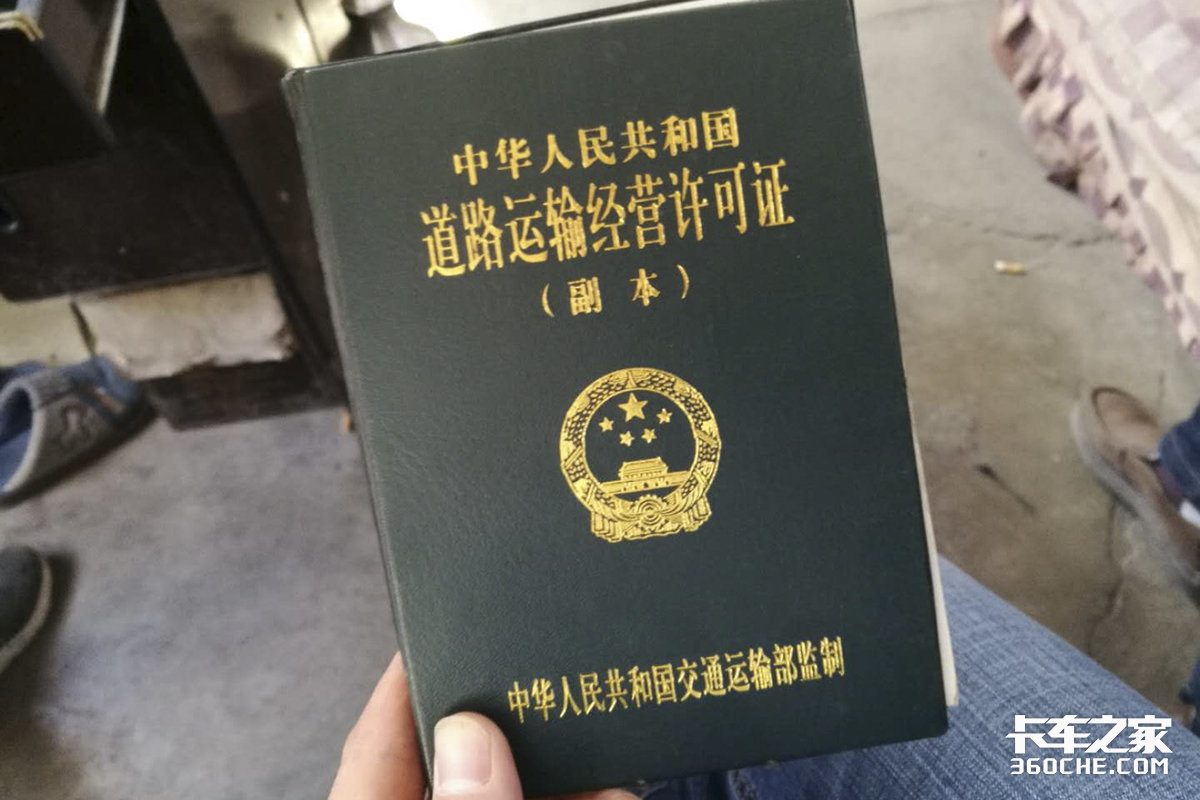 中华人民共和国
道路运输经营许可证
（副 本）
中华人民共和国交通运输部监制
卡车之家
360CHE.COM